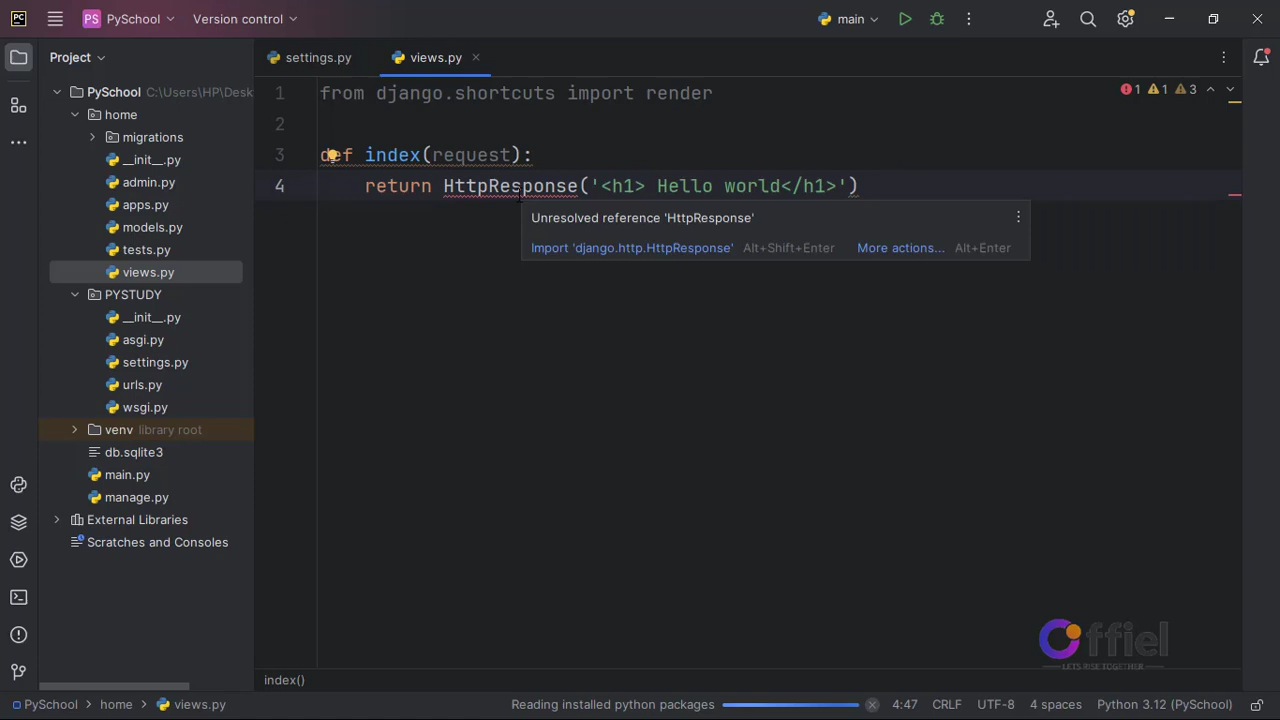 PS PySchool Version control main
Project
settings.py views.py
PySchool C:\Users\HP\Desk
home
migrations
__init__.py
admin.py
apps.py
models.py
tests.py
views.py
PYSTUDY
__init__.py
asgi.py
settings.py
urls.py
wsgi.py
venv library root
db.sqlite3
main.py
manage.py
External Libraries
Scratches and Consoles
1 from django.shortcuts import render
2
3 def index(request):
4 return HttpResponse('<h1> Hello world</h1>')
1 1 3
Unresolved reference 'HttpResponse'
Import 'django.http.HttpResponse' Alt+Shift+Enter More actions... Alt+Enter
Offiel
LETS RISE TOGETHER
index()
PySchool home views.py Reading installed python packages 4:47 CRLF UTF-8 4 spaces Python 3.12 (PySchool)